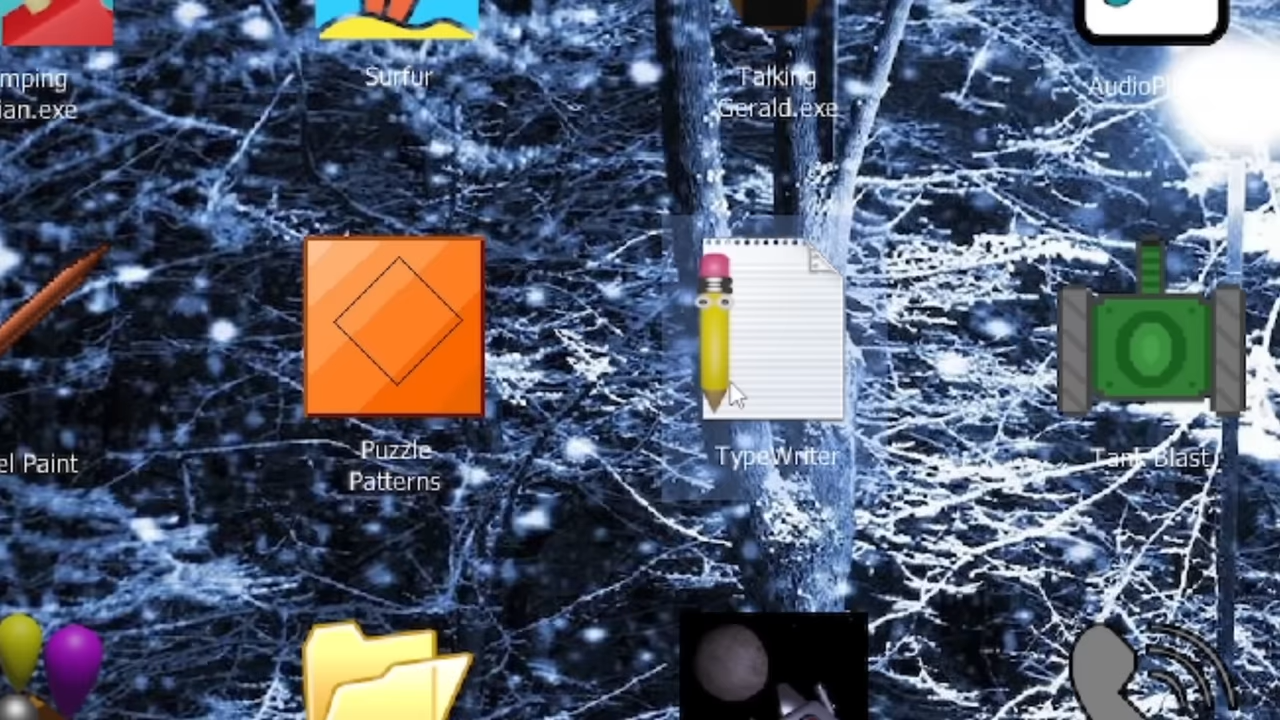 mping
ian.exe
Surfur
Talking
Gerald.exe
AudioPl
el Paint
Puzzle
Patterns
TypeWriter
Tank Blast